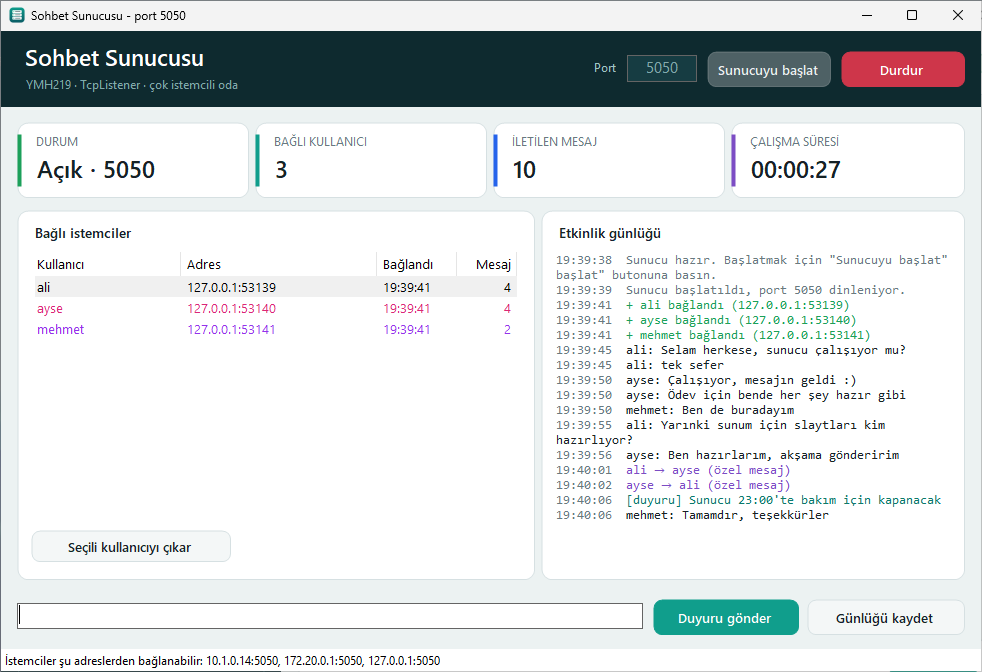 Sohbet Sunucusu - port 5050
Sohbet Sunucusu
YMH219 · TcpListener · çok istemcili oda
Port 5050 Sunucuyu başlat Durdur
DURUM
Açık · 5050
BAĞLI KULLANICI
3
İLETİLEN MESAJ
10
ÇALIŞMA SÜRESİ
00:00:27
Bağlı istemciler
Kullanıcı Adres Bağlandı Mesaj
ali 127.0.0.1:53139 19:39:41 4
ayse 127.0.0.1:53140 19:39:41 4
mehmet 127.0.0.1:53141 19:39:41 2
Seçili kullanıcıyı çıkar
Etkinlik günlüğü
19:39:38 Sunucu hazır. Başlatmak için "Sunucuyu başlat"
başlat" butonuna basın.
19:39:39 Sunucu başlatıldı, port 5050 dinleniyor.
19:39:41 + ali bağlandı (127.0.0.1:53139)
19:39:41 + ayse bağlandı (127.0.0.1:53140)
19:39:41 + mehmet bağlandı (127.0.0.1:53141)
19:39:45 ali: Selam herkese, sunucu çalışıyor mu?
19:39:45 ali: tek sefer
19:39:50 ayse: Çalışıyor, mesajın geldi :)
19:39:50 ayse: Ödev için bende her şey hazır gibi
19:39:50 mehmet: Ben de buradayım
19:39:55 ali: Yarınki sunum için slaytları kim
hazırlıyor?
19:39:56 ayse: Ben hazırlarım, akşama gönderirim
19:40:01 ali → ayse (özel mesaj)
19:40:02 ayse → ali (özel mesaj)
19:40:06 [duyuru] Sunucu 23:00'te bakım için kapanacak
19:40:06 mehmet: Tamamdır, teşekkürler
Duyuru gönder
Günlüğü kaydet
İstemciler şu adreslerden bağlanabilir: 10.1.0.14:5050, 172.20.0.1:5050, 127.0.0.1:5050